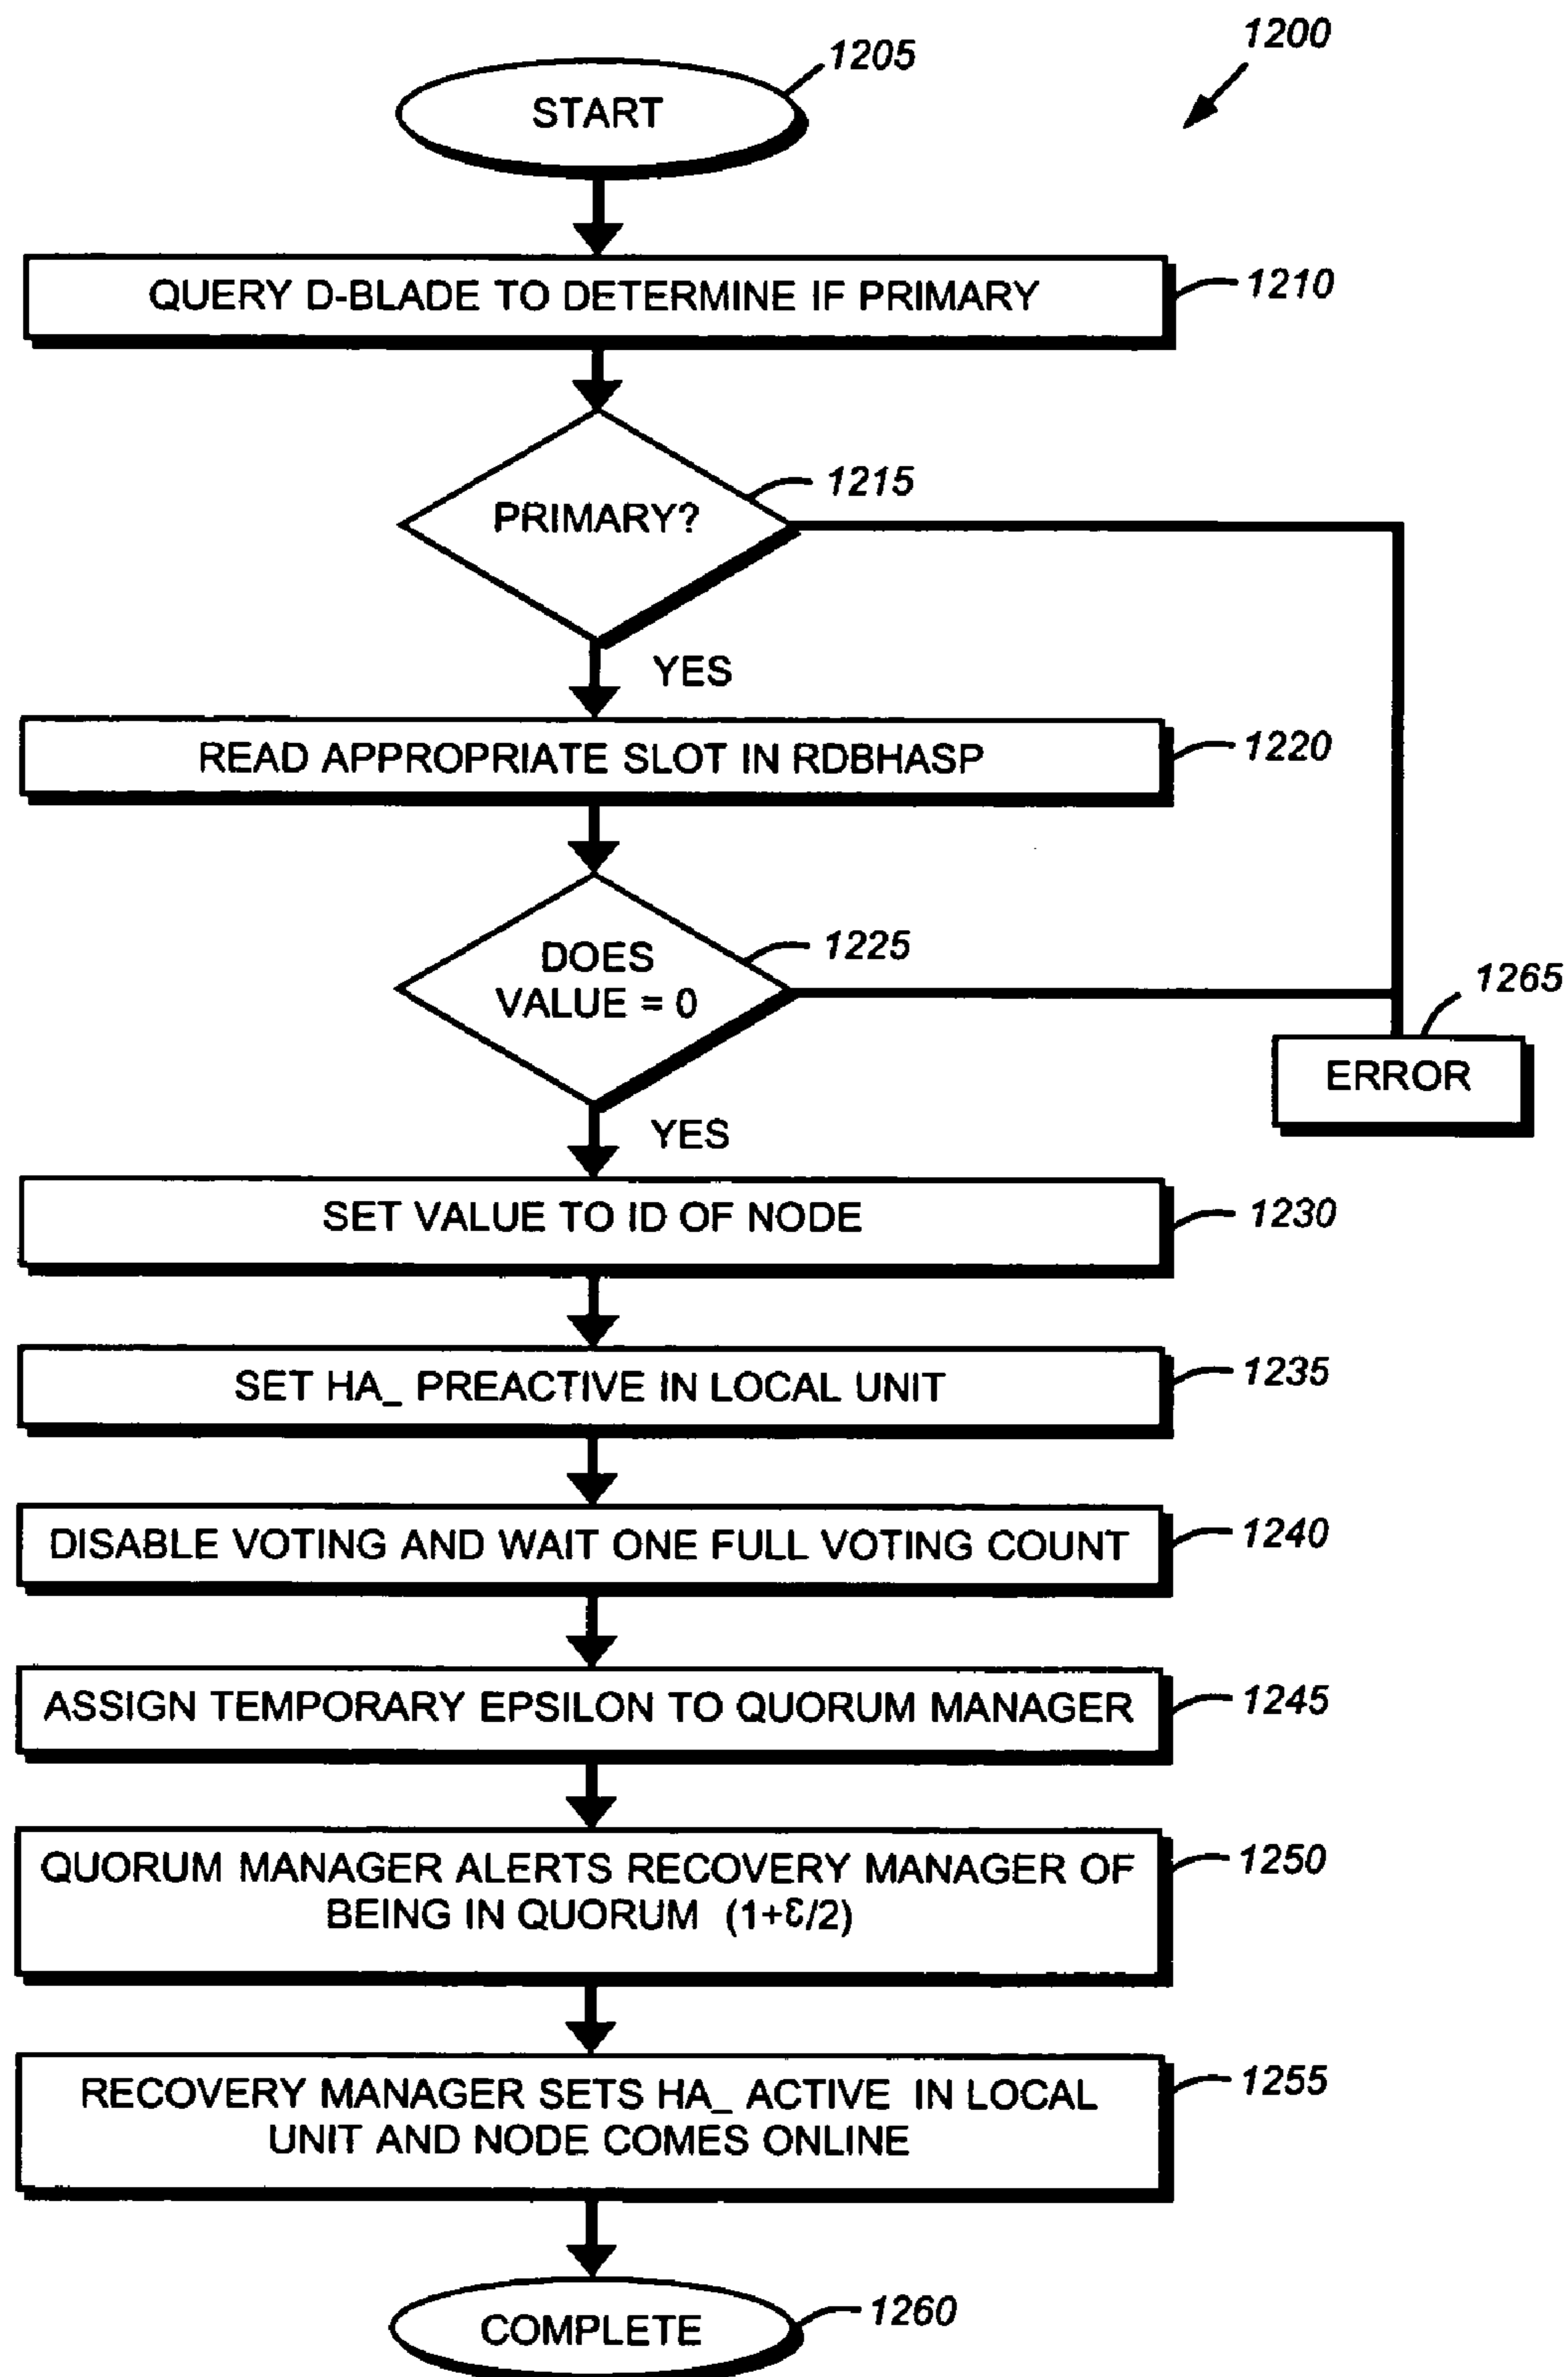 1200
1205
START
QUERY D-BLADE TO DETERMINE IF PRIMARY
1210
PRIMARY?
1215
YES
READ APPROPRIATE SLOT IN RDBHASP
1220
DOES
VALUE = 0
1225
1265
ERROR
YES
SET VALUE TO ID OF NODE
1230
SET HA_ PREACTIVE IN LOCAL UNIT
1235
DISABLE VOTING AND WAIT ONE FULL VOTING COUNT
1240
ASSIGN TEMPORARY EPSILON TO QUORUM MANAGER
1245
QUORUM MANAGER ALERTS RECOVERY MANAGER OF
BEING IN QUORUM (1+ε/2)
1250
RECOVERY MANAGER SETS HA_ ACTIVE IN LOCAL
UNIT AND NODE COMES ONLINE
1255
COMPLETE
1260